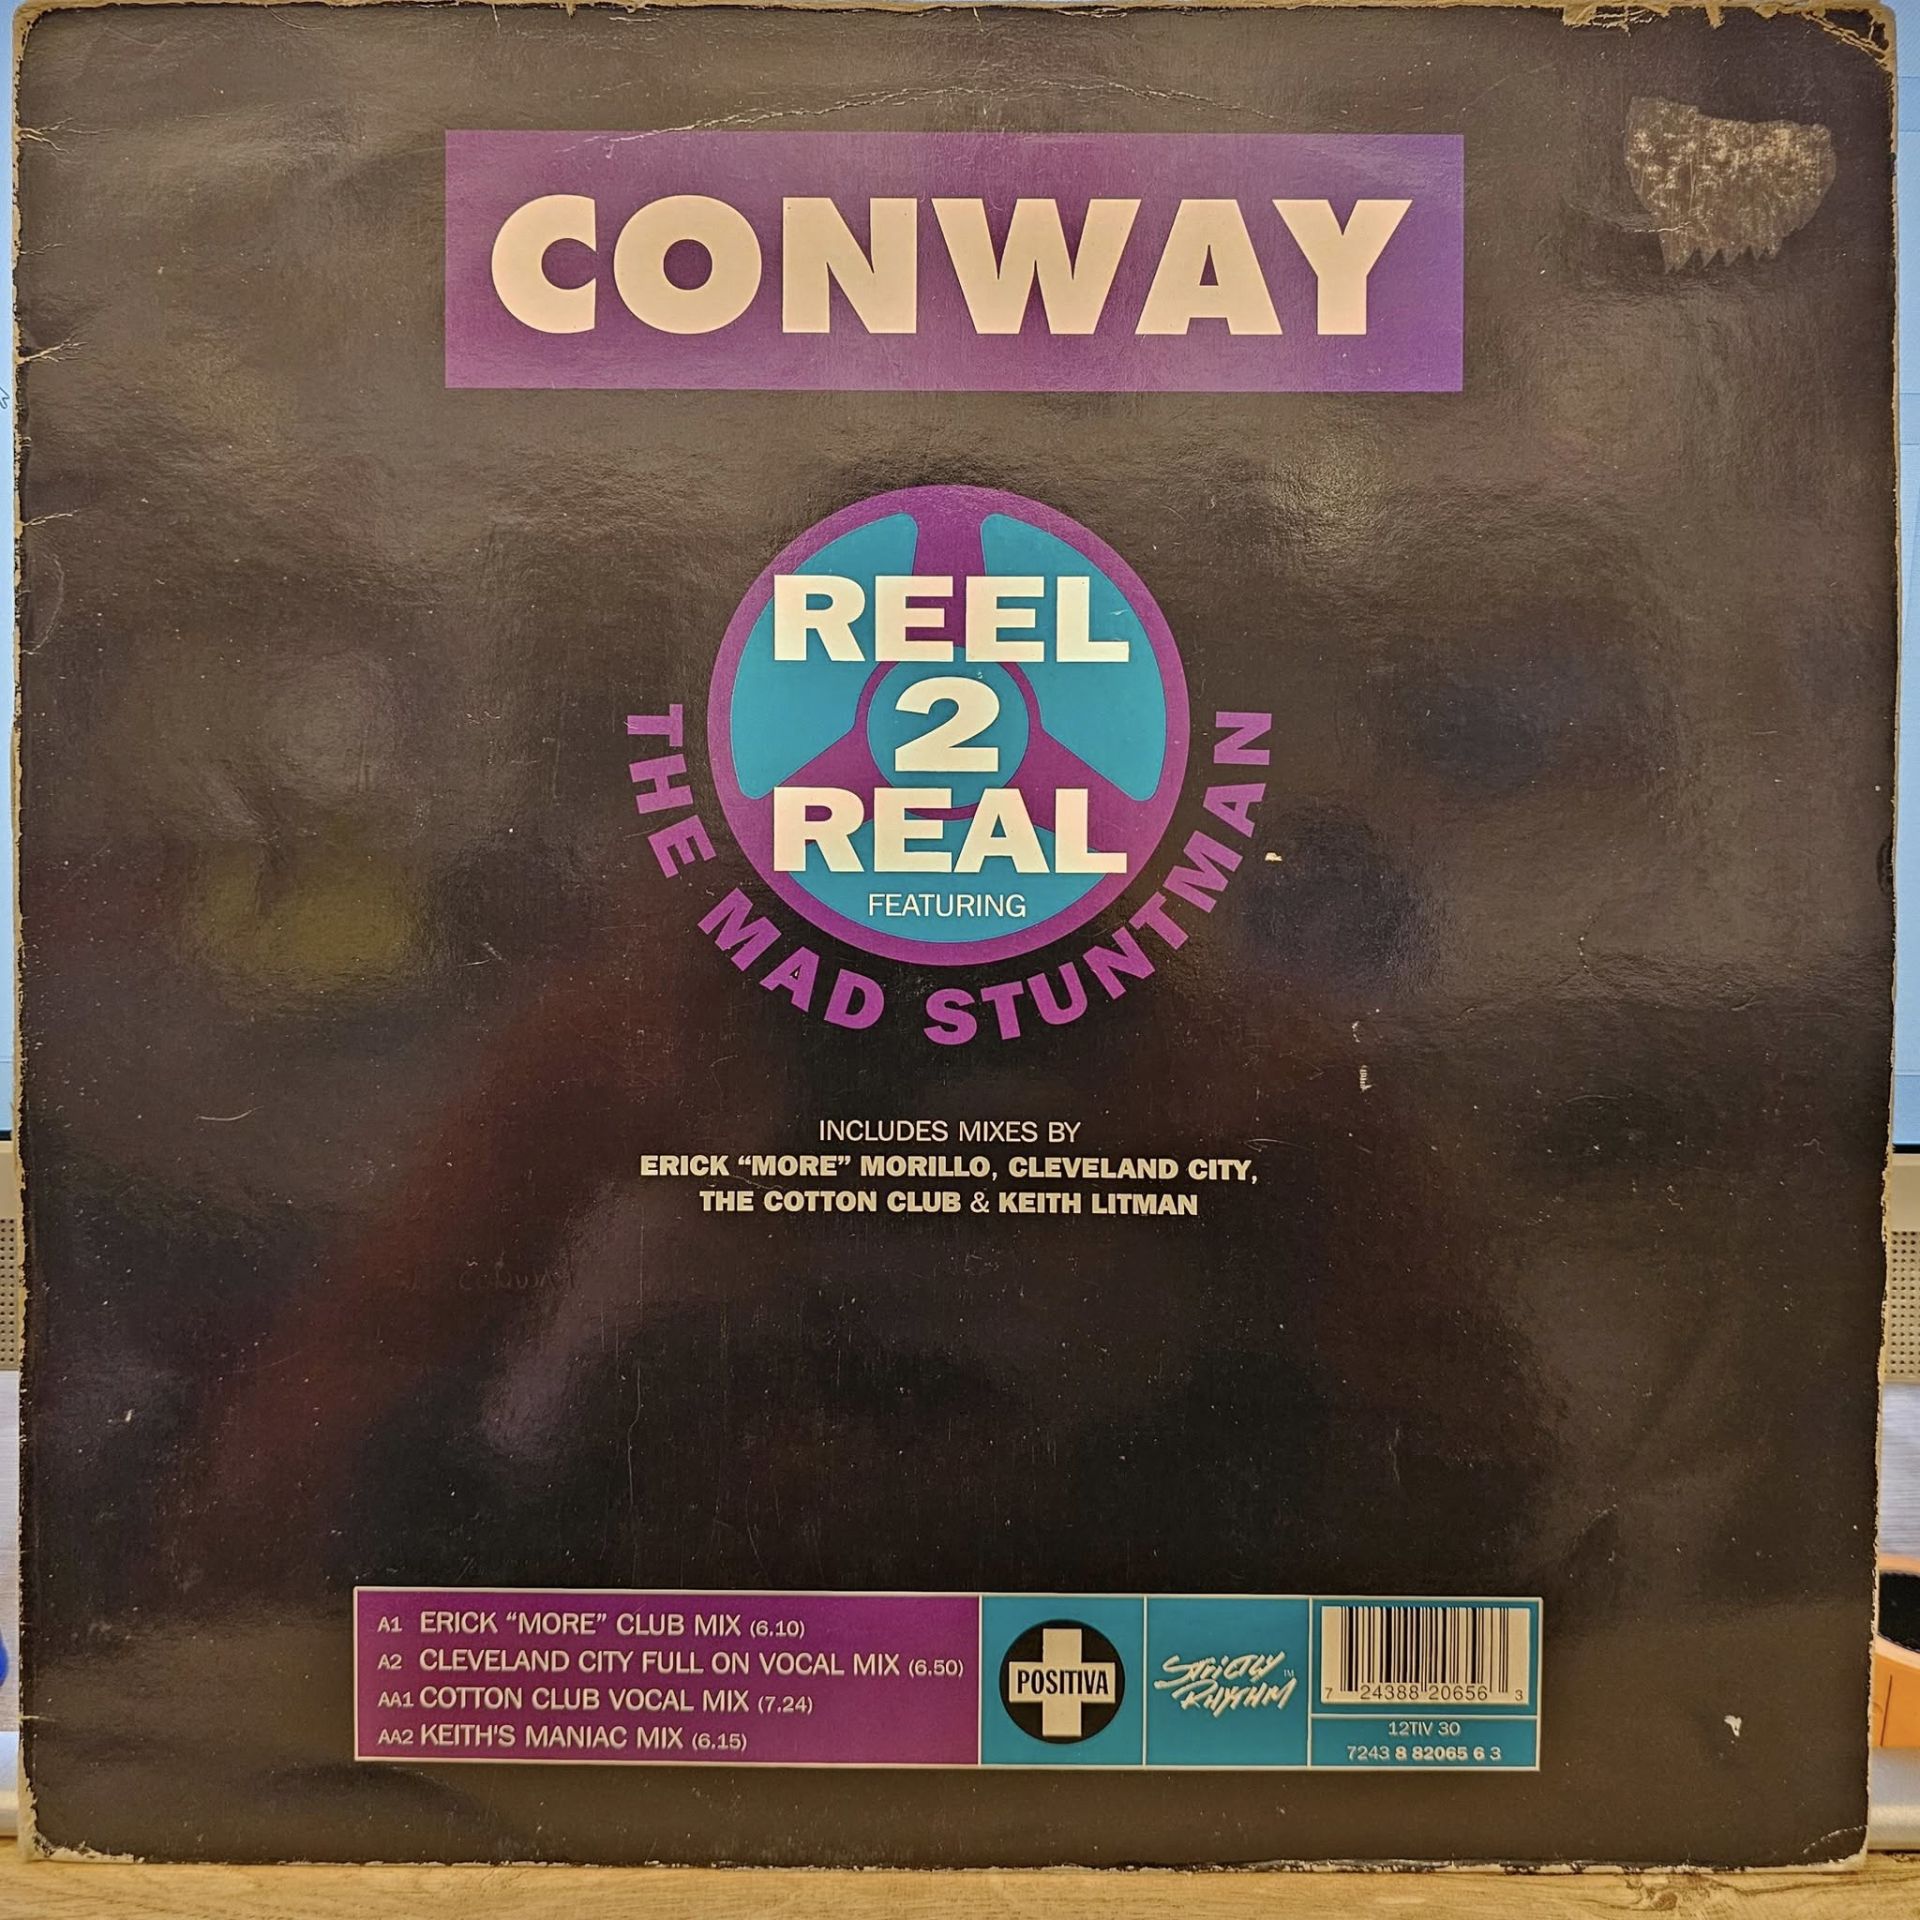 CONWAY
REEL
2
REAL
FEATURING
THE MAD STUNTMAN
INCLUDES MIXES BY
ERICK “MORE” MORILLO, CLEVELAND CITY,
THE COTTON CLUB & KEITH LITMAN
A1 ERICK “MORE” CLUB MIX (6.10)
A2 CLEVELAND CITY FULL ON VOCAL MIX (6.50)
AA1 COTTON CLUB VOCAL MIX (7.24)
AA2 KEITH'S MANIAC MIX (6.15)
POSITIVA
STRICTLY
RHYTHM™
7 24388 20656 3
12TIV 30
7243 8 82065 6 3